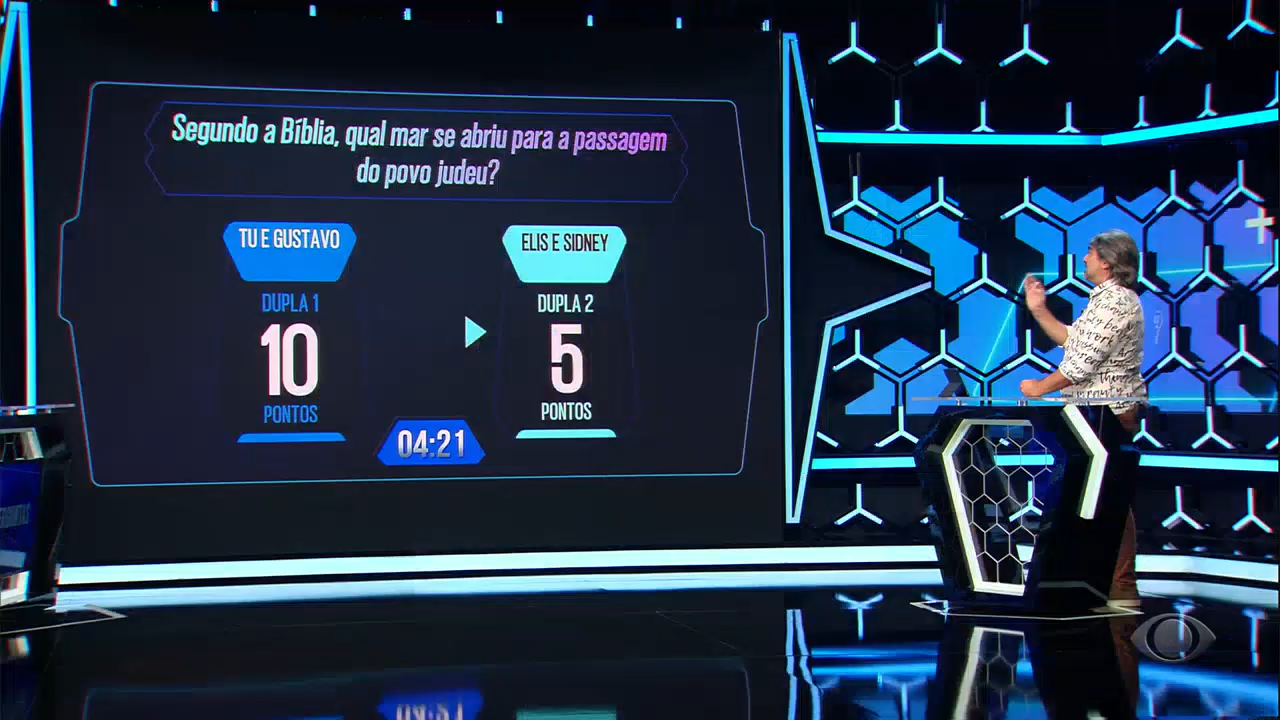 Segundo a Bíblia, qual mar se abriu para a passagem
do povo judeu?
TU E GUSTAVO
DUPLA 1
10
PONTOS
ELIS E SIDNEY
DUPLA 2
5
PONTOS
04:21